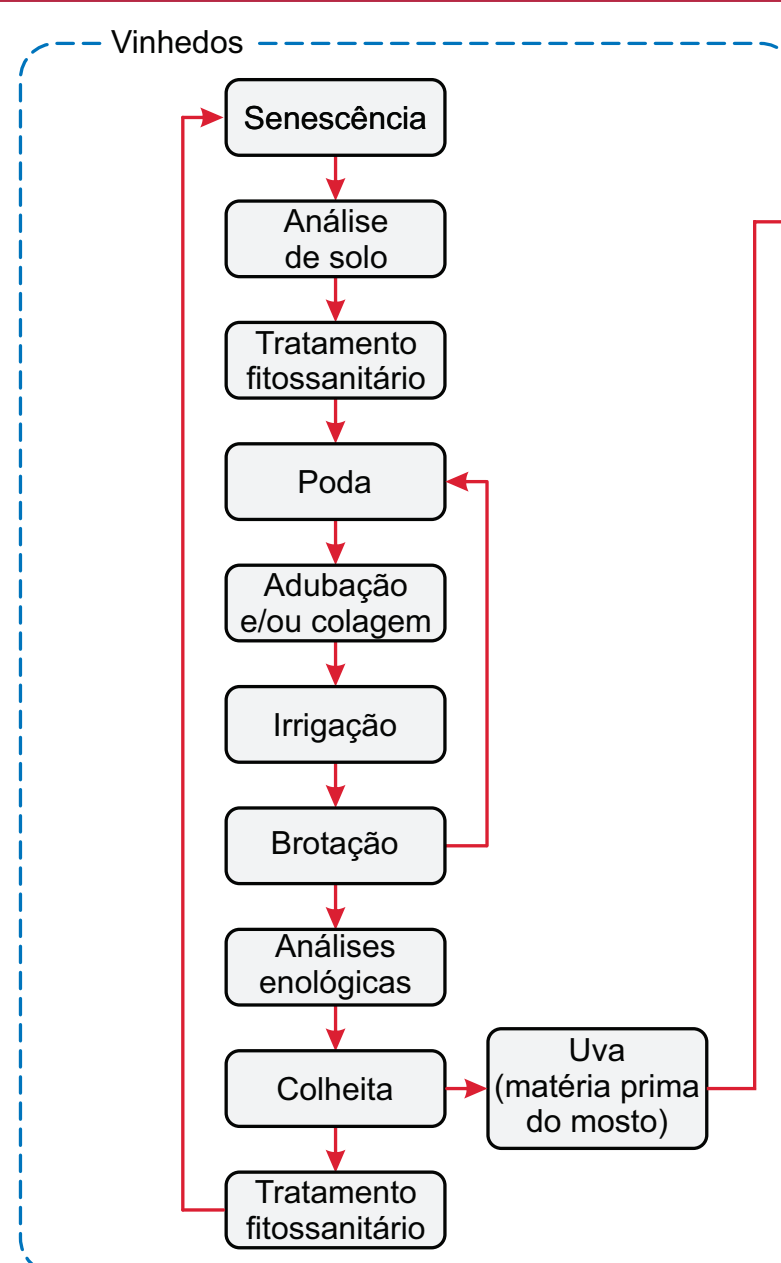 Vinhedos
Senescência
Análise
de solo
Tratamento
fitossanitário
Poda
Adubação
e/ou colagem
Irrigação
Brotação
Análises
enológicas
Colheita
Uva
(matéria prima
do mosto)
Tratamento
fitossanitário